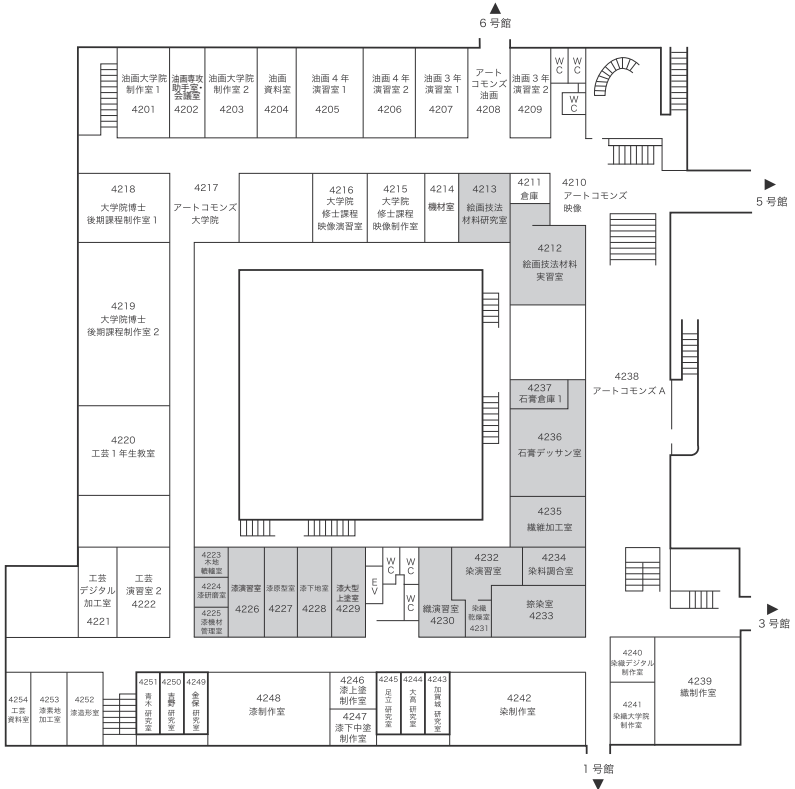 6号館
油画大学院
制作室1
4201
油画専攻
助手室・
会議室
4202
油画大学院
制作室2
4203
油画
資料室
4204
油画4年
演習室1
4205
油画4年
演習室2
4206
油画3年
演習室1
4207
アート
コモンズ
油画
4208
油画3年
演習室2
4209
WC
WC
WC
5号館
4218
大学院博士
後期課程制作室1
4217
アートコモンズ
大学院
4216
大学院
修士課程
映像演習室
4215
大学院
修士課程
映像制作室
4214
機材室
4213
絵画技法
材料研究室
4211
倉庫
4210
アートコモンズ
映像
4212
絵画技法材料
実習室
4219
大学院博士
後期課程制作室2
4238
アートコモンズA
4237
石膏倉庫1
4236
石膏デッサン室
4220
工芸1年生教室
4235
繊維加工室
工芸
デジタル
加工室
4221
工芸
演習室2
4222
4223
木地
轆轤室
4224
漆研磨室
4225
漆機材
管理室
漆演習室
4226
漆原型室
4227
漆下地室
4228
漆大型
上塗室
4229
EV
WC
WC
WC
織演習室
4230
4232
染演習室
染織
乾燥室
4231
4234
染料調合室
捺染室
4233
3号館
4240
染織デジタル
制作室
4241
染織大学院
制作室
4239
織制作室
4254
工芸
資料室
4253
漆素地
加工室
4252
漆造形室
4251
青木研究室
4250
吉野研究室
4249
金保研究室
4248
漆制作室
4246
漆上塗
制作室
4247
漆下中塗
制作室
4245
足立研究室
4244
大高研究室
4243
加賀城研究室
4242
染制作室
1号館